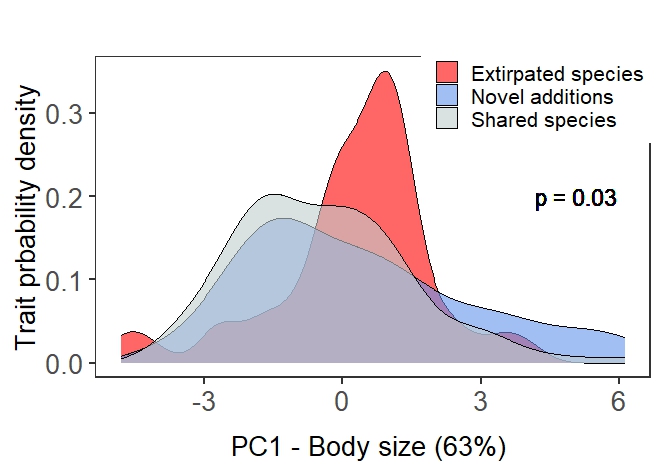 Extirpated species
Novel additions
Shared species
p = 0.03
Trait prbability density
0.3
0.2
0.1
0.0
-3
0
3
6
PC1 - Body size (63%)